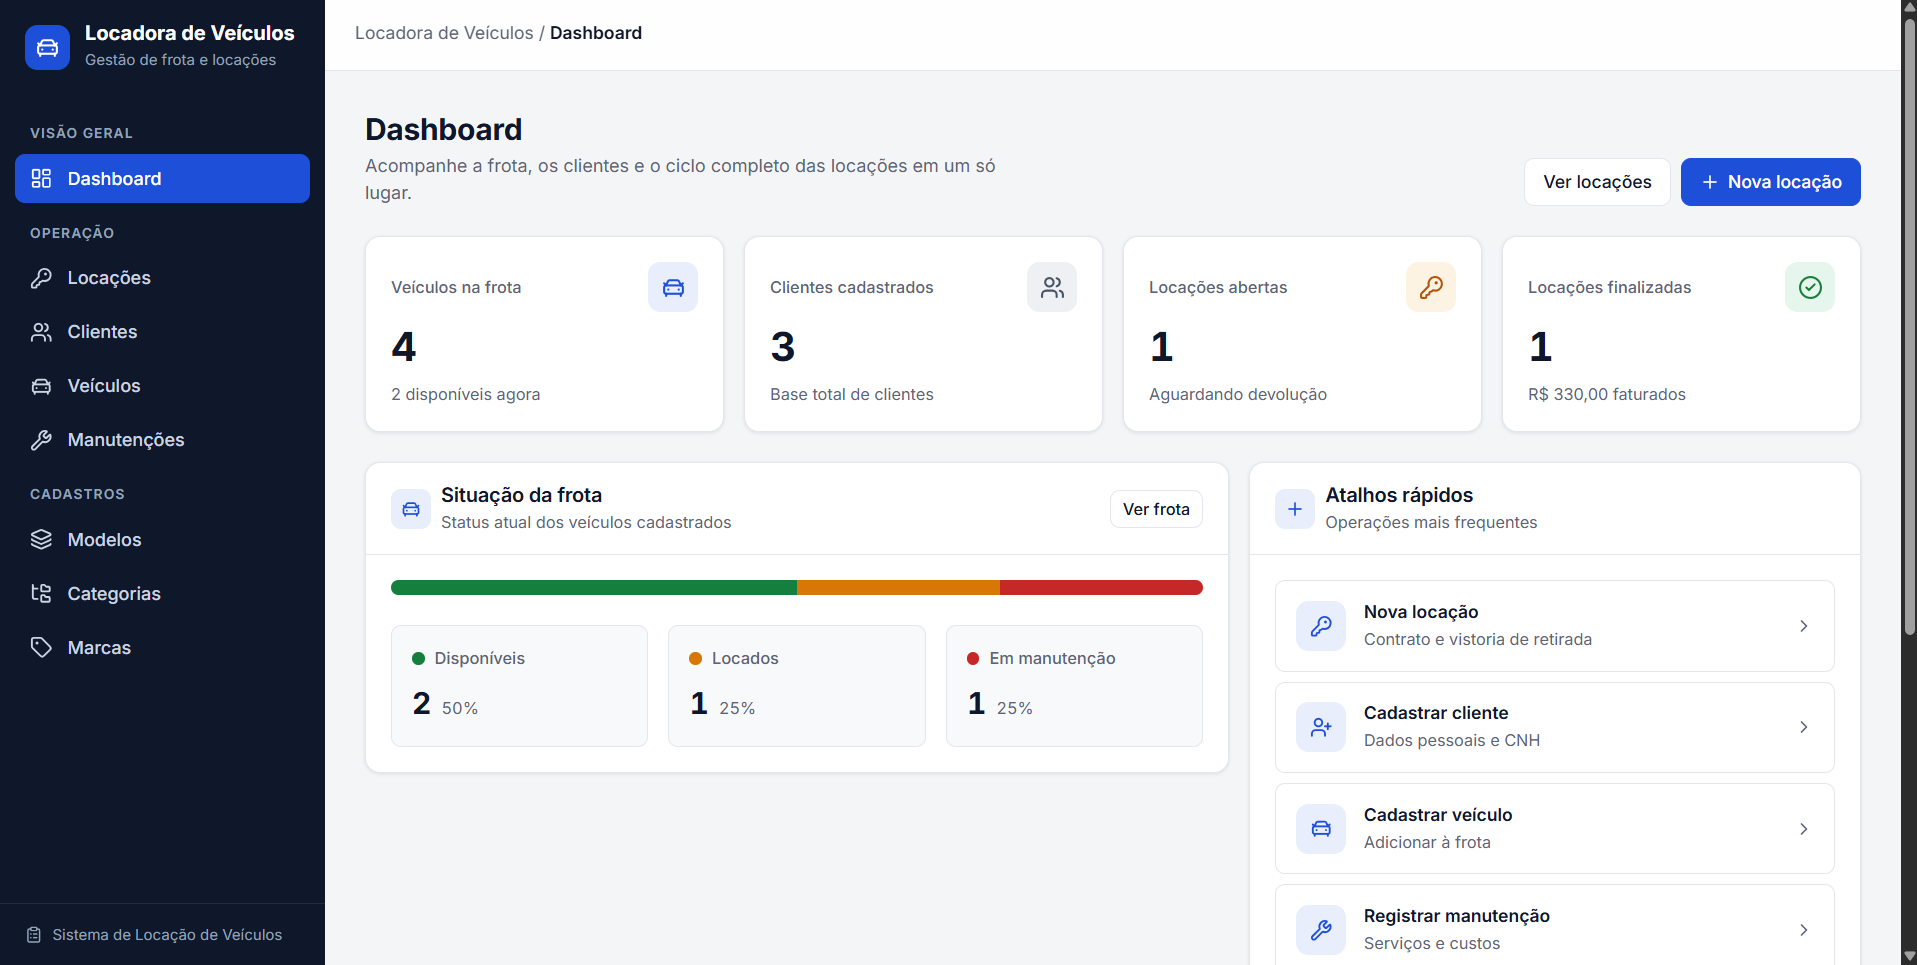 Locadora de Veículos
Gestão de frota e locações
VISÃO GERAL
Dashboard
OPERAÇÃO
Locações
Clientes
Veículos
Manutenções
CADASTROS
Modelos
Categorias
Marcas
Sistema de Locação de Veículos
Locadora de Veículos / Dashboard
Dashboard
Acompanhe a frota, os clientes e o ciclo completo das locações em um só
lugar.
Ver locações
Nova locação
Veículos na frota
4
2 disponíveis agora
Clientes cadastrados
3
Base total de clientes
Locações abertas
1
Aguardando devolução
Locações finalizadas
1
R$ 330,00 faturados
Situação da frota
Status atual dos veículos cadastrados
Ver frota
Disponíveis
2 50%
Locados
1 25%
Em manutenção
1 25%
Atalhos rápidos
Operações mais frequentes
Nova locação
Contrato e vistoria de retirada
Cadastrar cliente
Dados pessoais e CNH
Cadastrar veículo
Adicionar à frota
Registrar manutenção
Serviços e custos